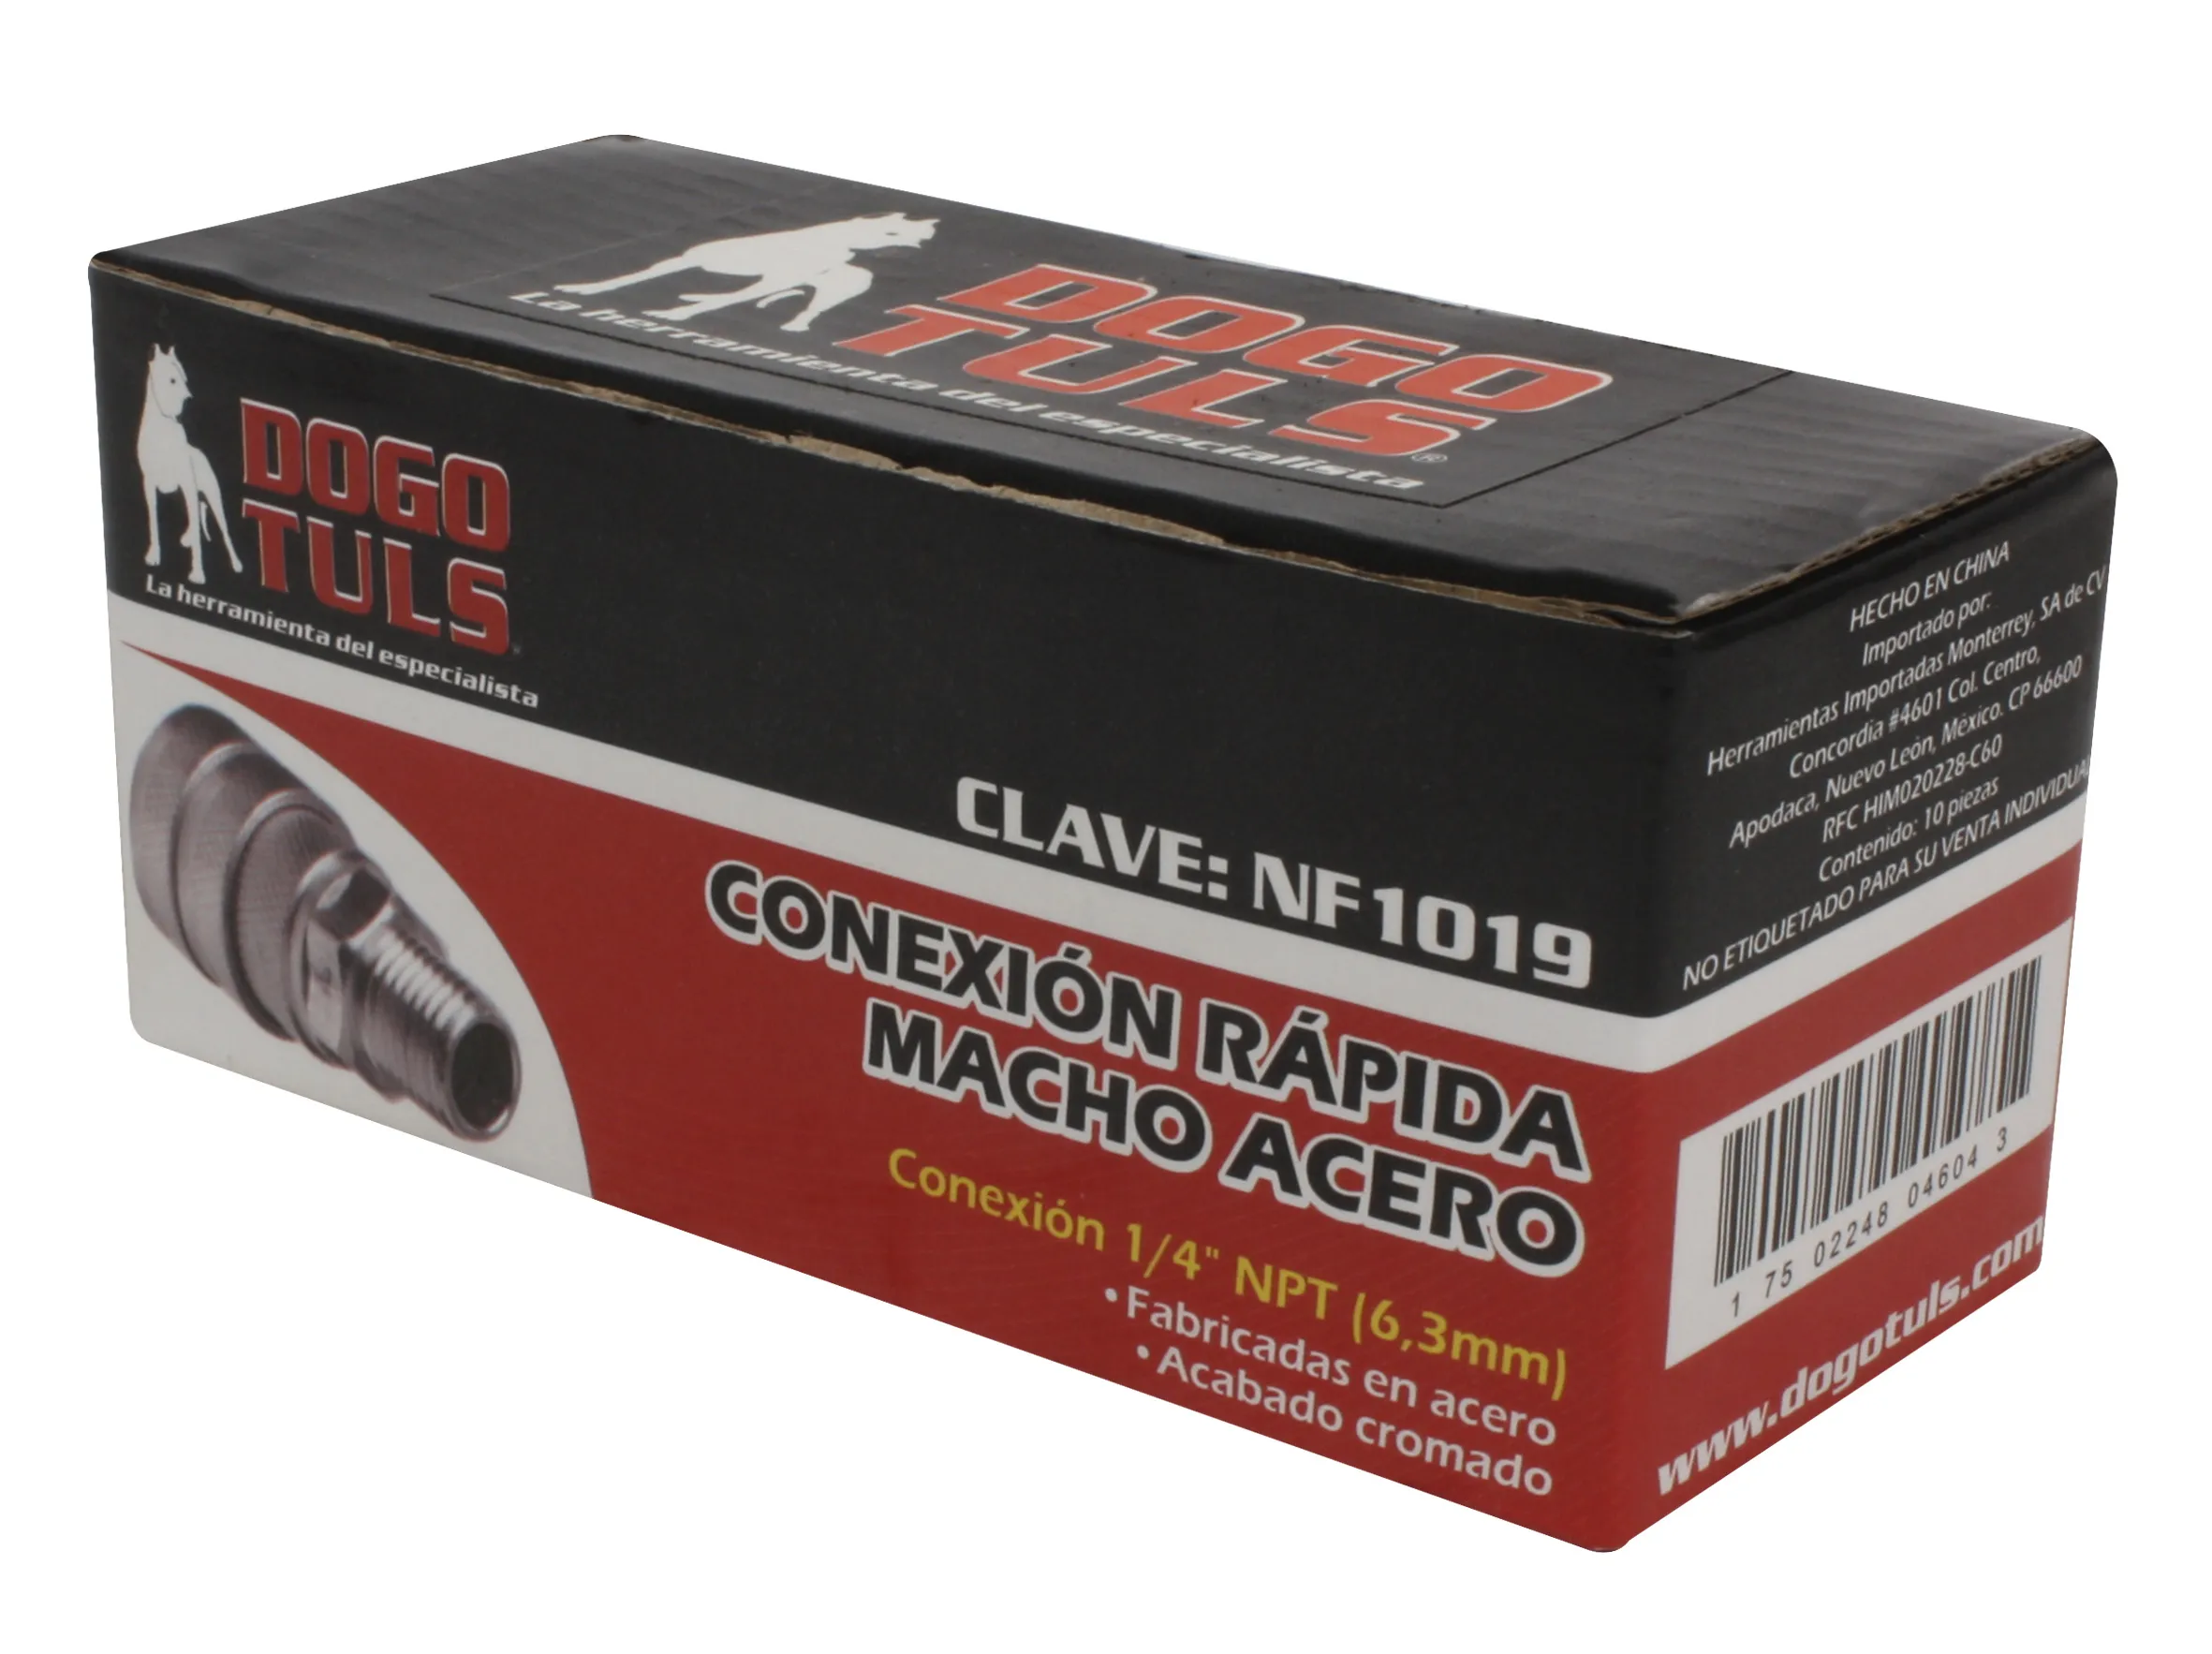 DOGO
TULS®
La herramienta del especialista
DOGO
TULS
La herramienta del especialista
CLAVE: NF1019
CONEXIÓN RÁPIDA
MACHO ACERO
Conexión 1/4" NPT (6,3mm)
• Fabricadas en acero
• Acabado cromado
HECHO EN CHINA
Importado por:
Herramientas Importadas Monterrey, SA de CV
Concordia #4601 Col. Centro,
Apodaca, Nuevo León, México. CP 66600
RFC HIM020228-C60
Contenido: 10 piezas
NO ETIQUETADO PARA SU VENTA INDIVIDUAL
1 75 02248 04604 3
www.dogotuls.com